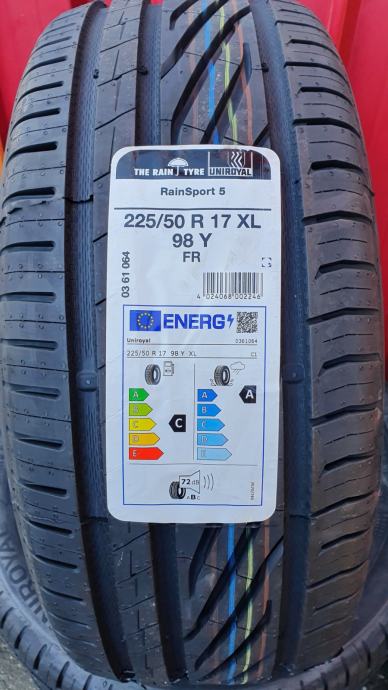 THE RAIN TYRE UNIROYAL
RainSport 5
225/50 R 17 XL
98 Y
FR
03 61 064
4 024068 002246
ENERG
Uniroyal 0361064
225/50 R 17 98 Y XL C1
A A
B B
C C
D D
E E
C
A
72 dB
A B C
UNIROYAL